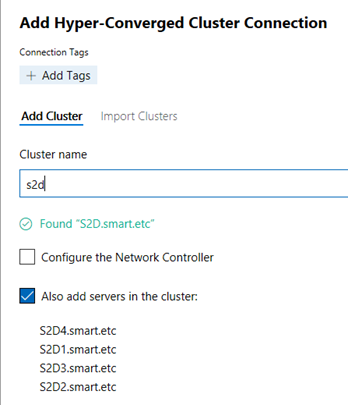 Add Hyper-Converged Cluster Connection
Connection Tags
+ Add Tags
Add Cluster Import Clusters
Cluster name
s2d
Found "S2D.smart.etc"
Configure the Network Controller
Also add servers in the cluster:
S2D4.smart.etc
S2D1.smart.etc
S2D3.smart.etc
S2D2.smart.etc